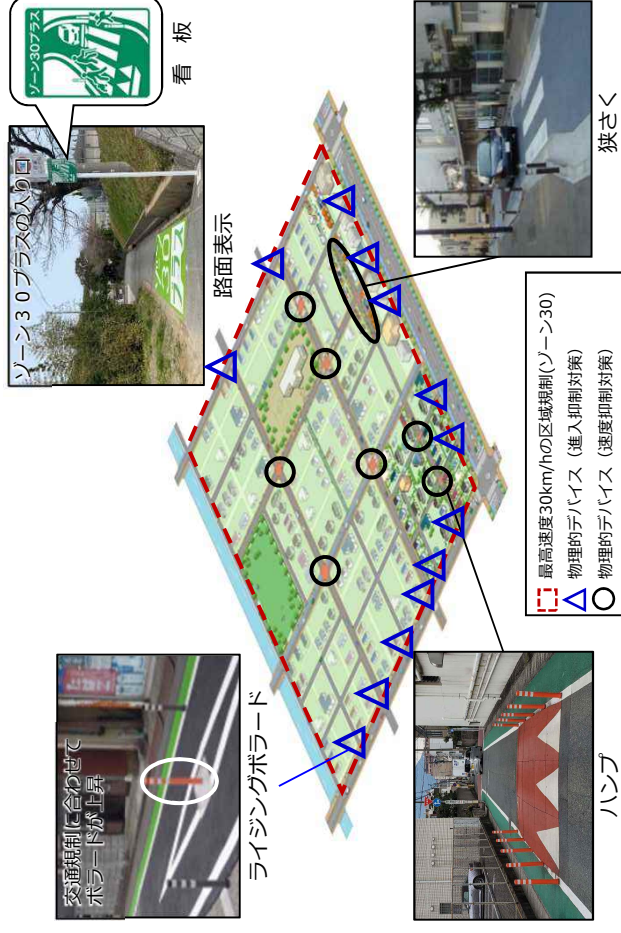 交通規制に合わせて
ボラードが上昇
ライジングボラード
ゾーン30プラスの入り口
ゾーン
30
プラス
路面表示
ゾーン30プラス
看 板
ハンプ
狭さく
最高速度30km/hの区域規制(ゾーン30)
物理的デバイス（進入抑制対策）
物理的デバイス（速度抑制対策）